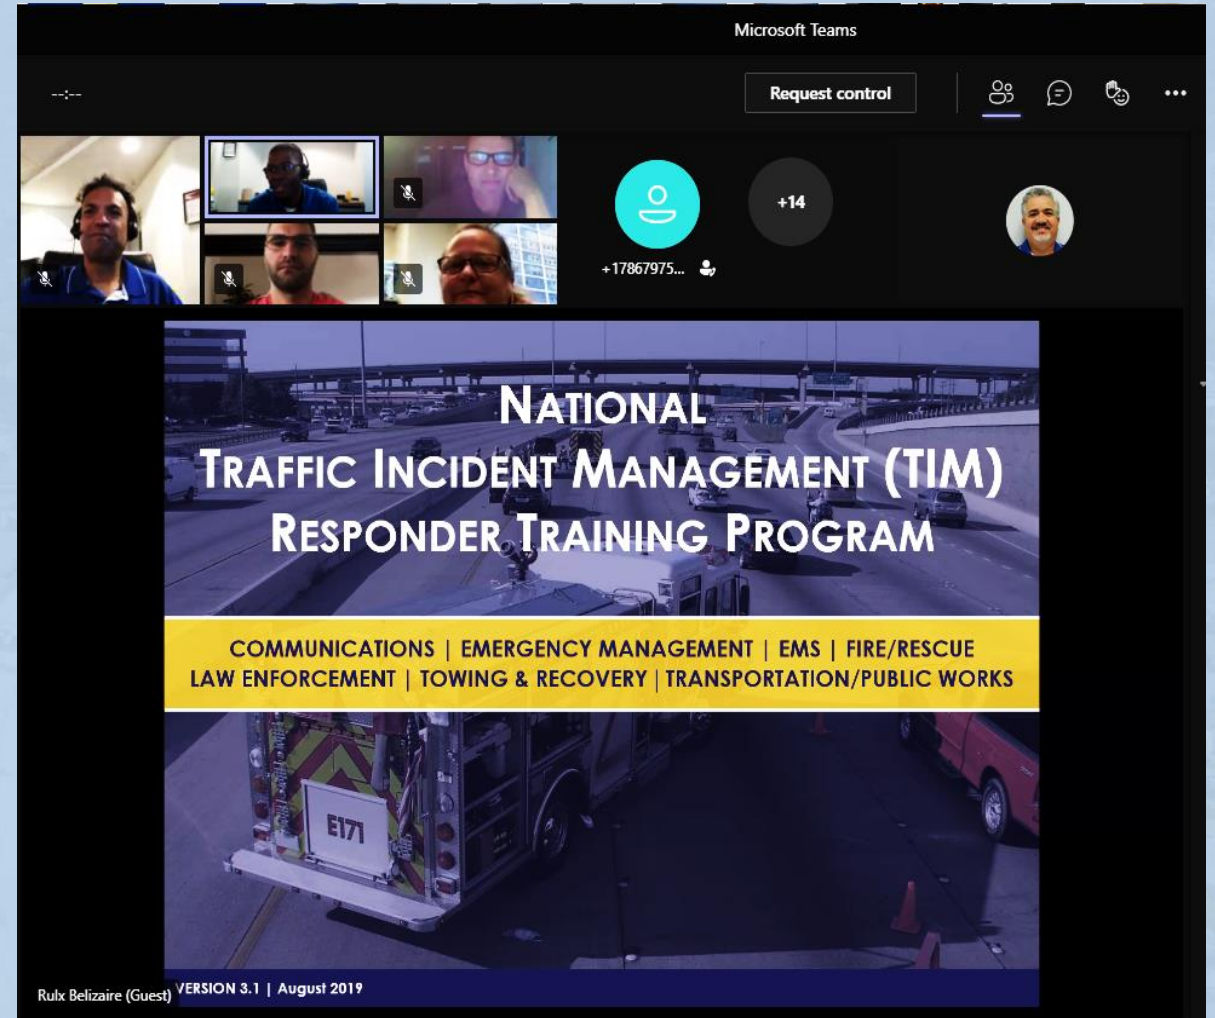 Microsoft Teams
--:--
Request control
+14
+17867975...
NATIONAL
TRAFFIC INCIDENT MANAGEMENT (TIM)
RESPONDER TRAINING PROGRAM
COMMUNICATIONS | EMERGENCY MANAGEMENT | EMS | FIRE/RESCUE
LAW ENFORCEMENT | TOWING & RECOVERY | TRANSPORTATION/PUBLIC WORKS
E171
Rulx Belizaire (Guest)
VERSION 3.1 | August 2019